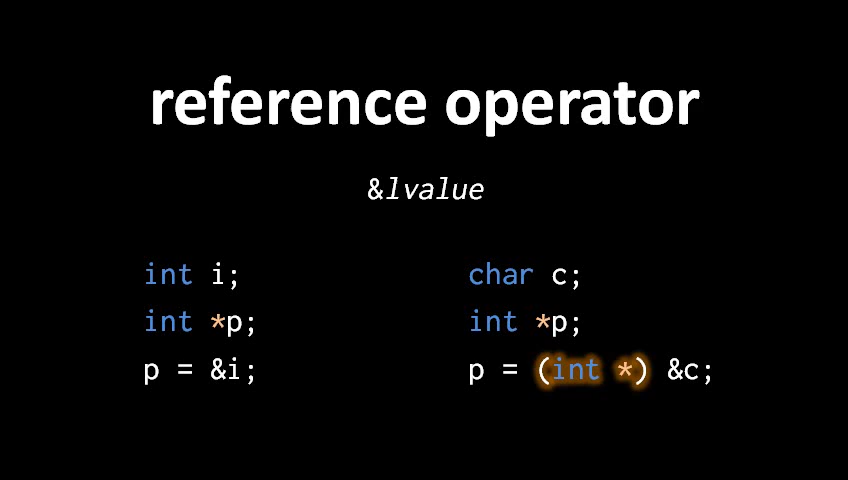 reference operator
&lvalue
int i;
int *p;
p = &i;
char c;
int *p;
p = (int *) &c;